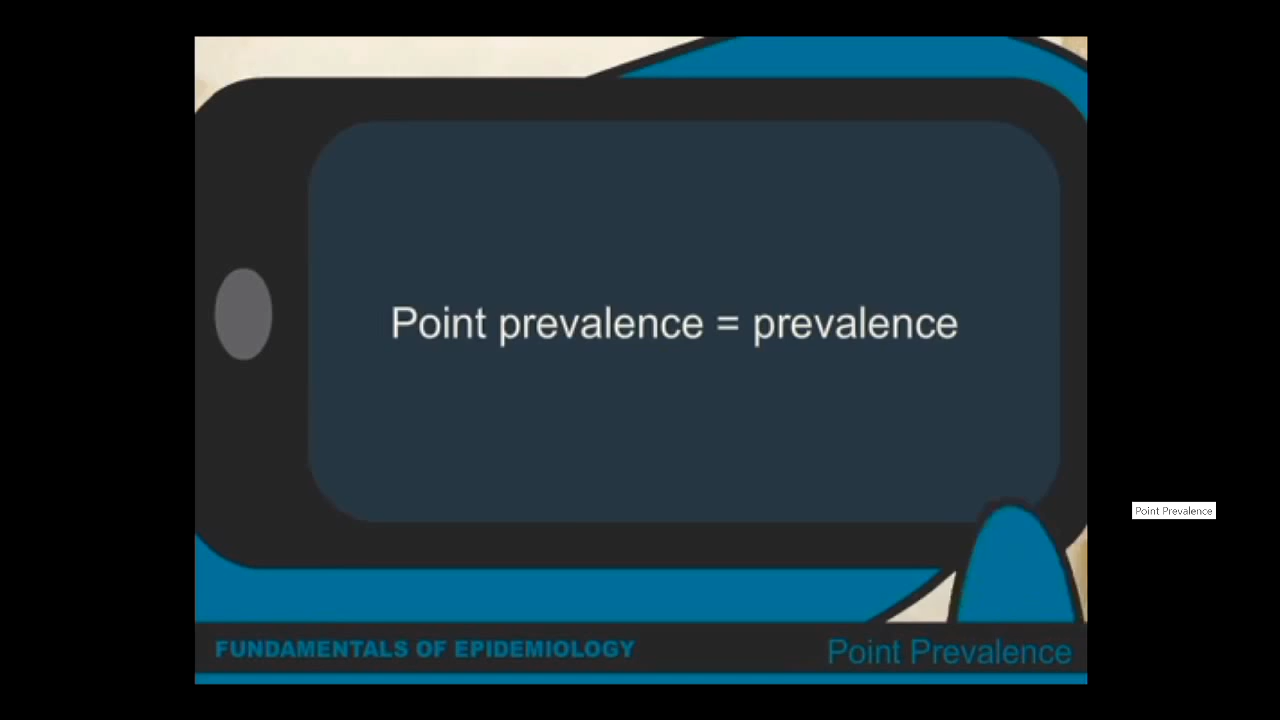 Point prevalence = prevalence
Point Prevalence
FUNDAMENTALS OF EPIDEMIOLOGY
Point Prevalence